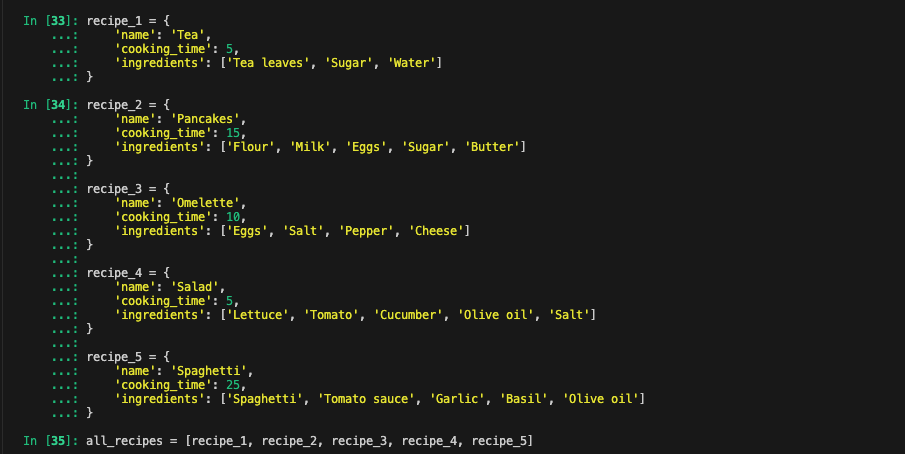 In [33]: recipe_1 = {
    ...:     'name': 'Tea',
    ...:     'cooking_time': 5,
    ...:     'ingredients': ['Tea leaves', 'Sugar', 'Water']
    ...: }
In [34]: recipe_2 = {
    ...:     'name': 'Pancakes',
    ...:     'cooking_time': 15,
    ...:     'ingredients': ['Flour', 'Milk', 'Eggs', 'Sugar', 'Butter']
    ...: }
    ...:
    ...: recipe_3 = {
    ...:     'name': 'Omelette',
    ...:     'cooking_time': 10,
    ...:     'ingredients': ['Eggs', 'Salt', 'Pepper', 'Cheese']
    ...: }
    ...:
    ...: recipe_4 = {
    ...:     'name': 'Salad',
    ...:     'cooking_time': 5,
    ...:     'ingredients': ['Lettuce', 'Tomato', 'Cucumber', 'Olive oil', 'Salt']
    ...: }
    ...:
    ...: recipe_5 = {
    ...:     'name': 'Spaghetti',
    ...:     'cooking_time': 25,
    ...:     'ingredients': ['Spaghetti', 'Tomato sauce', 'Garlic', 'Basil', 'Olive oil']
    ...: }
In [35]: all_recipes = [recipe_1, recipe_2, recipe_3, recipe_4, recipe_5]